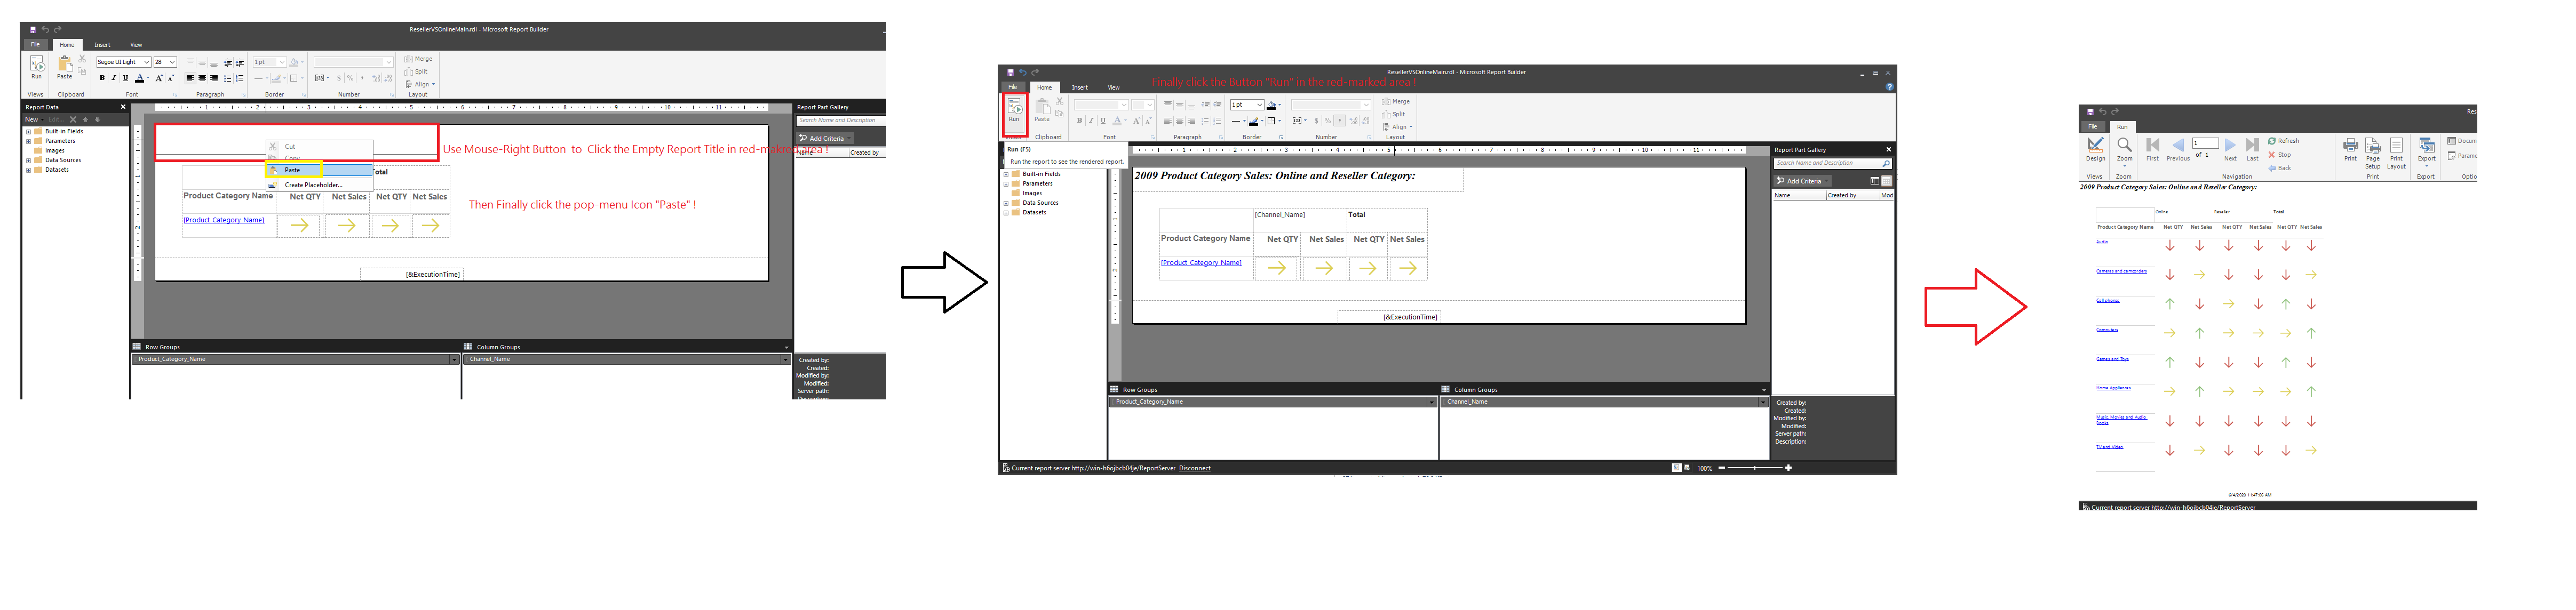 ResellerVSOnlineMain.rdl - Microsoft Report Builder
File Home Insert View
Segoe UI Light 28 1 pt Merge
Split
Run Paste B I U A A A $ % , Align
Views Clipboard Font Paragraph Border Number Layout
Report Data Report Part Gallery
New Edit... Search Name and Description
Built-in Fields
Parameters Add Criteria
Images Name Created by
Data Sources
Datasets
Use Mouse-Right Button to Click the Empty Report Title in red-makred area !
Cut
Copy
Paste
Create Placeholder...
Total
Product Category Name Net QTY Net Sales Net QTY Net Sales
[Product Category Name]
Then Finally click the pop-menu Icon "Paste" !
[&ExecutionTime]
Row Groups Column Groups
Product_Category_Name Channel_Name
Created by:
Created:
Modified by:
Modified:
Server path:
Description:
ResellerVSOnlineMain.rdl - Microsoft Report Builder
Finally click the Button "Run" in the red-marked area !
File Home Insert View
1 pt Merge
Split
Run Paste B I U A A A $ % , Align
Views Clipboard Font Paragraph Border Number Layout
Run (F5)
Run the report to see the rendered report.
Built-in Fields
Parameters
Images
Data Sources
Datasets
Report Part Gallery
Search Name and Description
Add Criteria
Name Created by Mod
2009 Product Category Sales: Online and Reseller Category:
[Channel_Name] Total
Product Category Name Net QTY Net Sales Net QTY Net Sales
[Product Category Name]
[&ExecutionTime]
Row Groups Column Groups
Product_Category_Name Channel_Name
Created by:
Created:
Modified by:
Modified:
Server path:
Description:
Current report server http://win-h6ojbcb04je/ReportServer Disconnect 100%
Res
File Run
1 Refresh Docum
of 1 Stop Parame
Back
Design Zoom First Previous Next Last Print Page Setup Print Layout Export
Views Zoom Navigation Print Export Optio
2009 Product Category Sales: Online and Reseller Category:
Online Reseller Total
Product Category Name Net QTY Net Sales Net QTY Net Sales Net QTY Net Sales
Audio
Cameras and camcorders
Cell phones
Computers
Games and Toys
Home Appliances
Music, Movies and Audio
Books
TV and Video
6/4/2020 11:47:06 AM
Current report server http://win-h6ojbcb04je/ReportServer